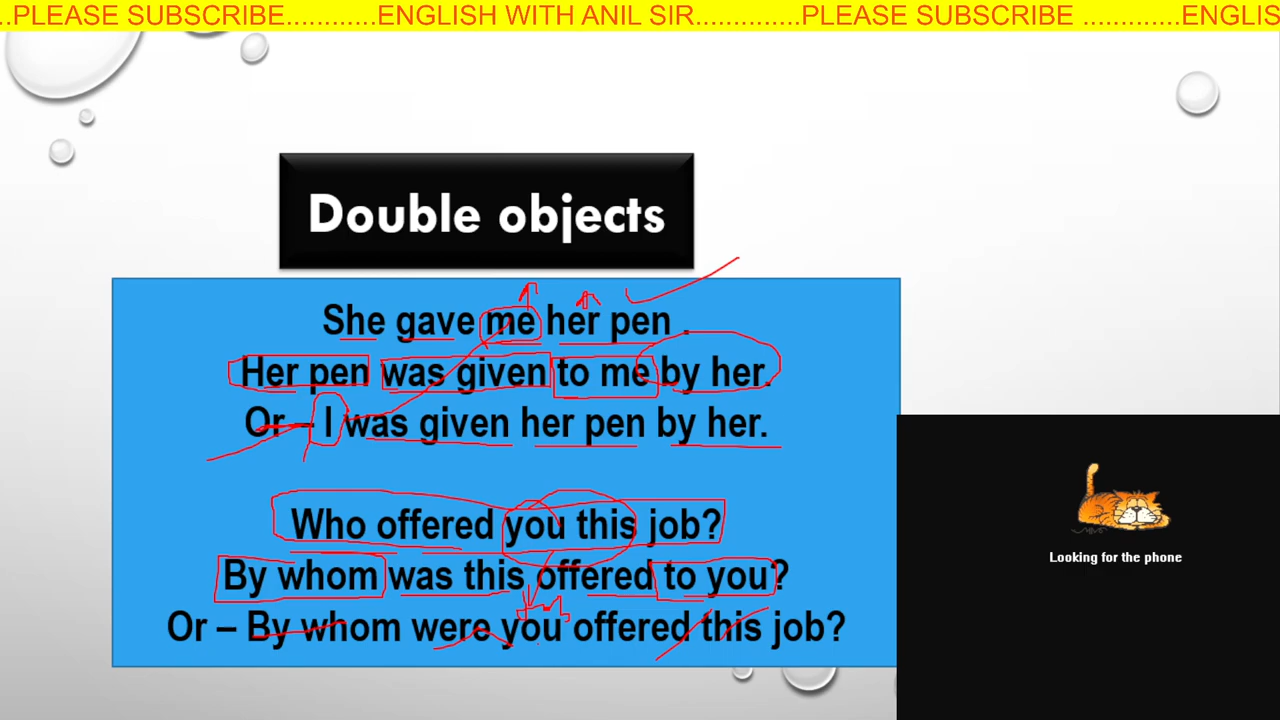 ..PLEASE SUBSCRIBE............ENGLISH WITH ANIL SIR.............PLEASE SUBSCRIBE .............ENGLIS
Double objects
She gave me her pen .
Her pen was given to me by her.
Or – I was given her pen by her.
Who offered you this job?
By whom was this offered to you?
Or – By whom were you offered this job?
Looking for the phone